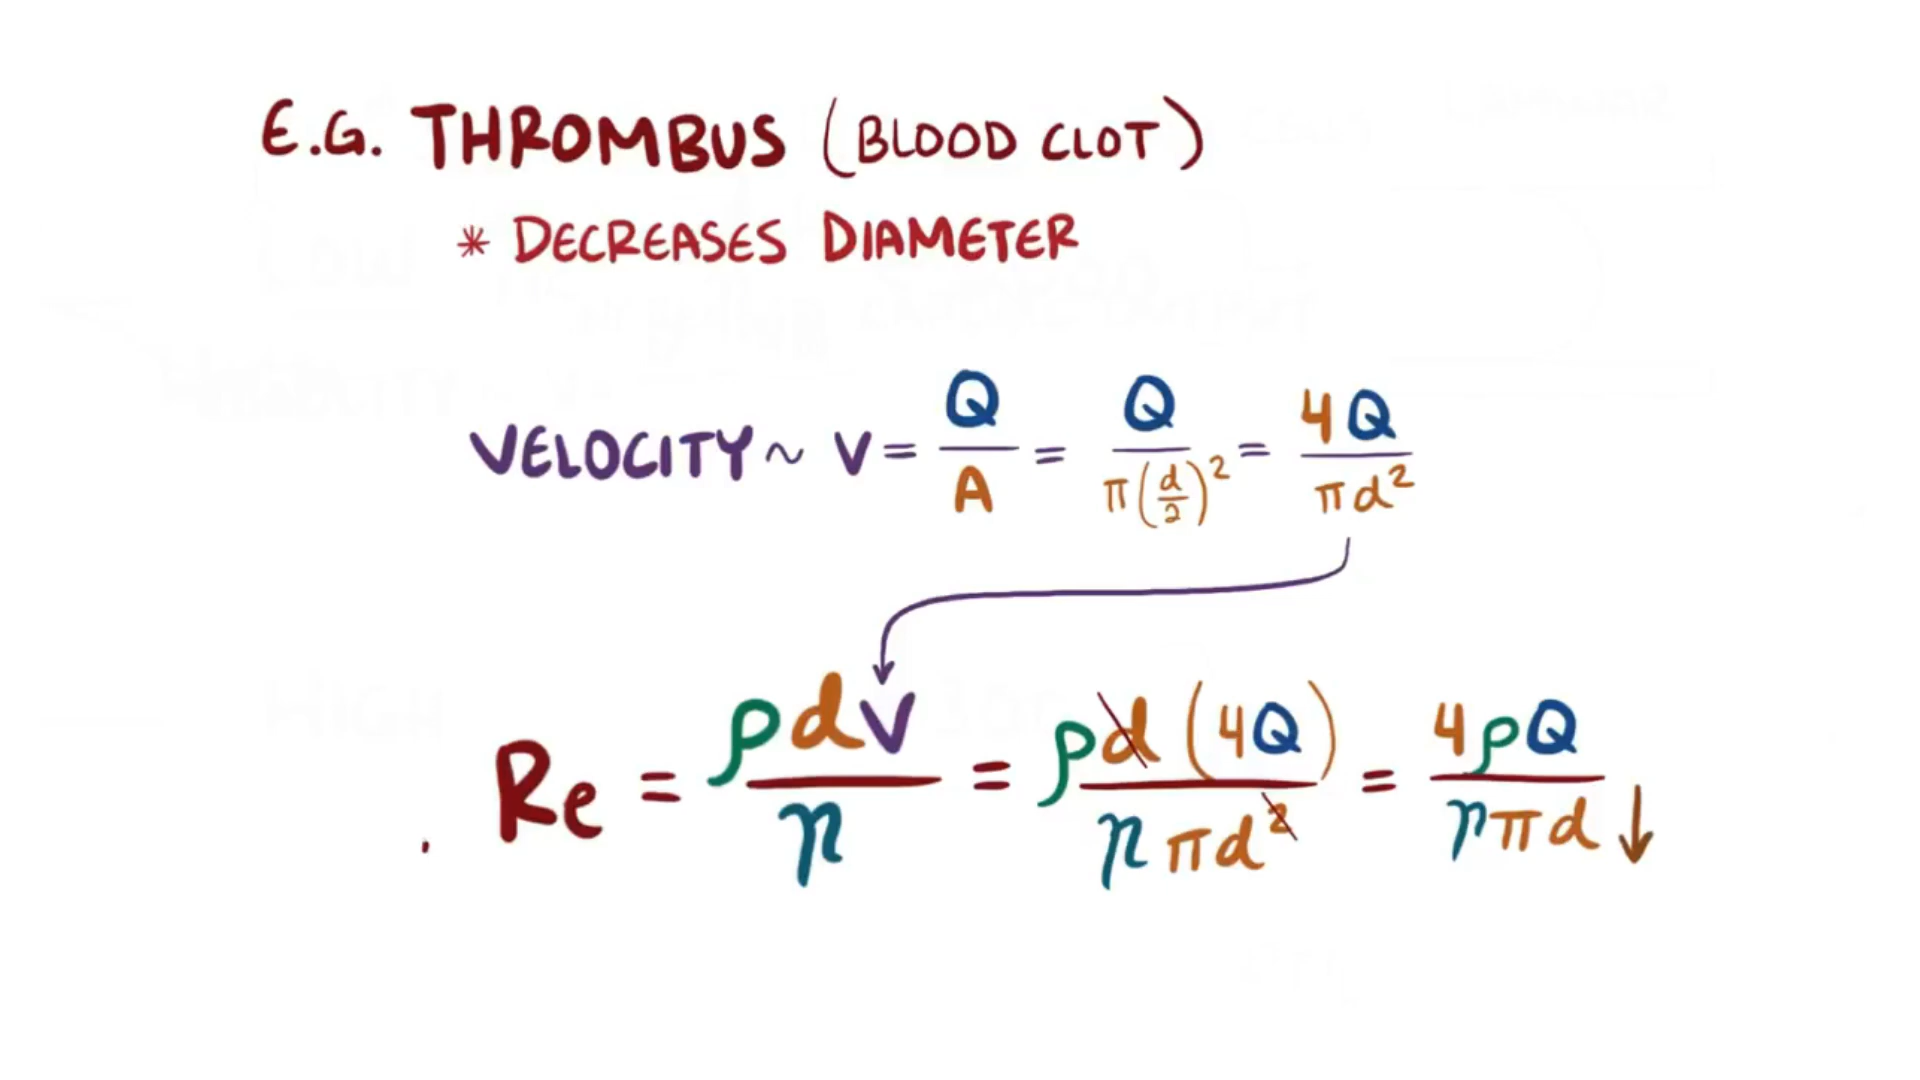 E.G. THROMBUS (BLOOD CLOT)
* DECREASES DIAMETER
VELOCITY ~ V = Q/A = Q/π(d/2)² = 4Q/πd²
Re = ρdv/η = ρd(4Q)/ηπd² = 4ρQ/ηπd ↓